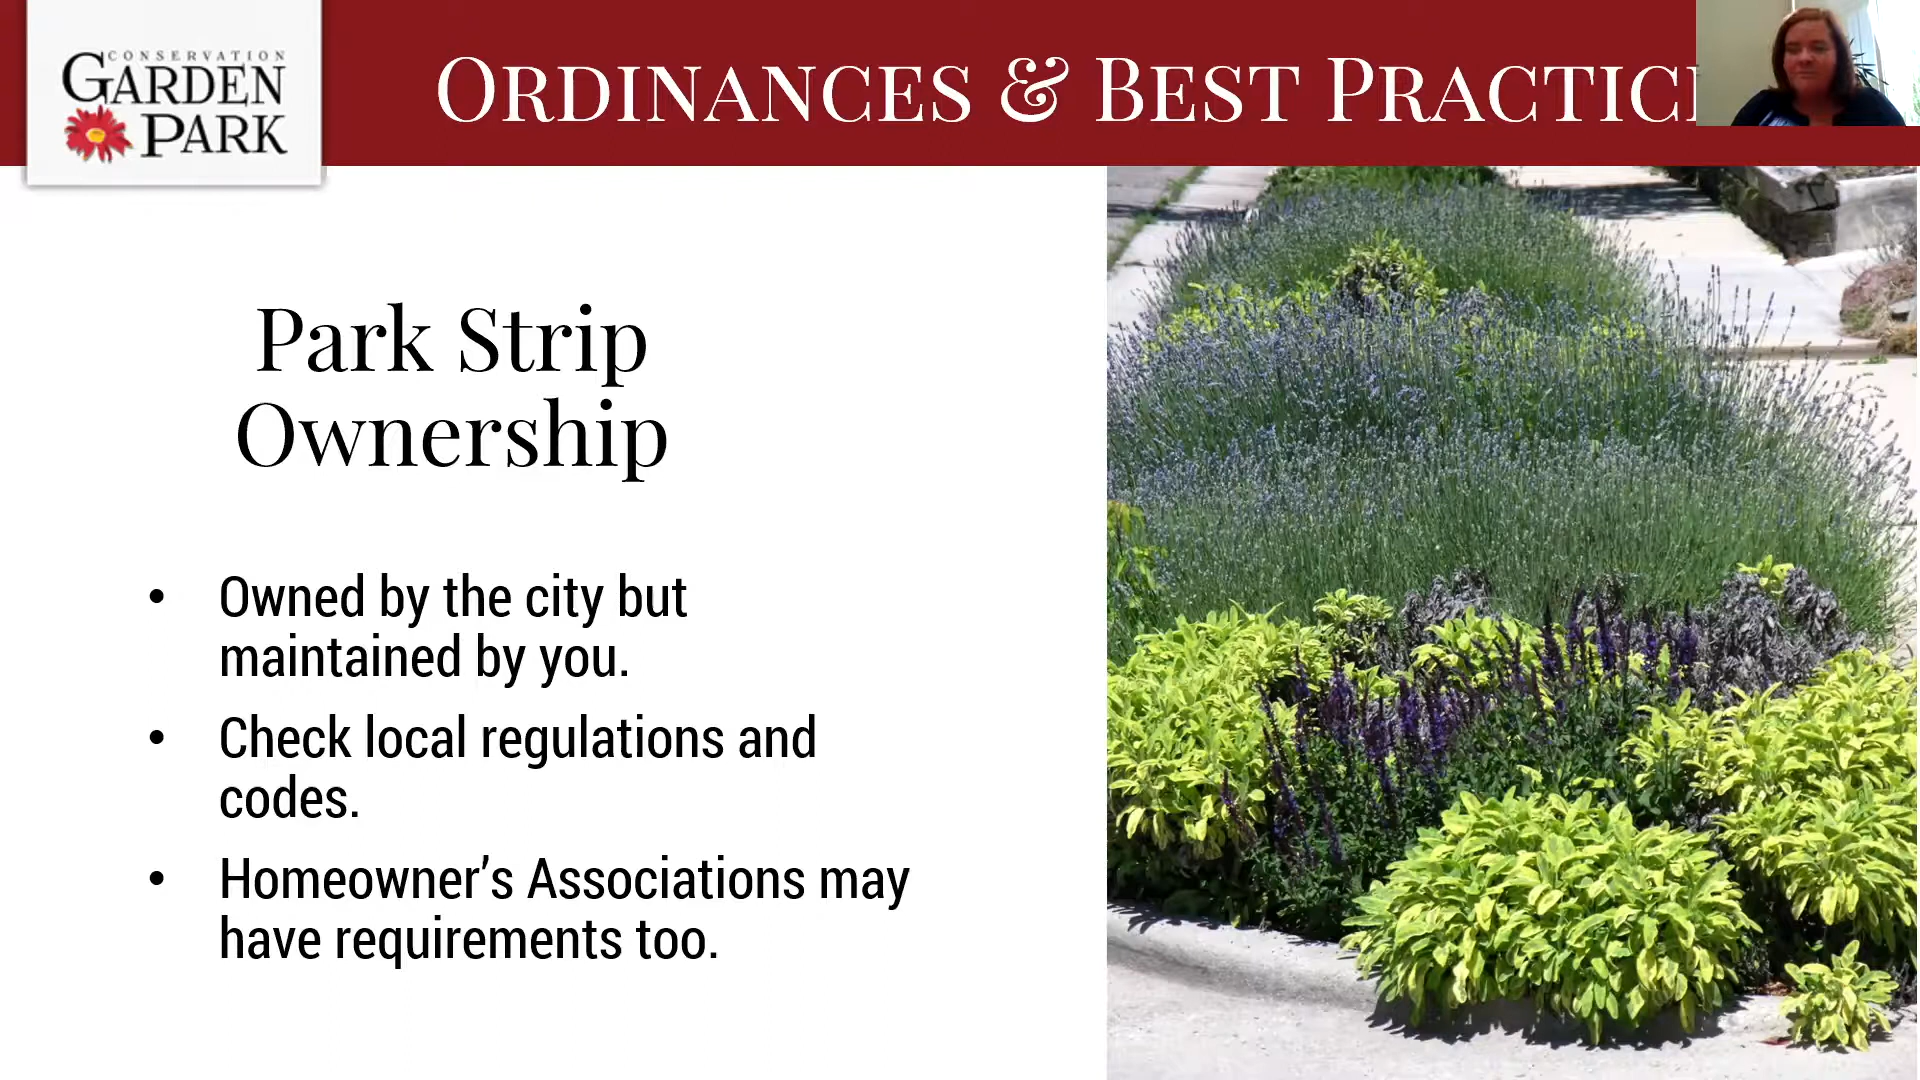 CONSERVATION
GARDEN
PARK
ORDINANCES & BEST
Park Strip
Ownership
• Owned by the city but
maintained by you.
• Check local regulations and
codes.
• Homeowner’s Associations may
have requirements too.